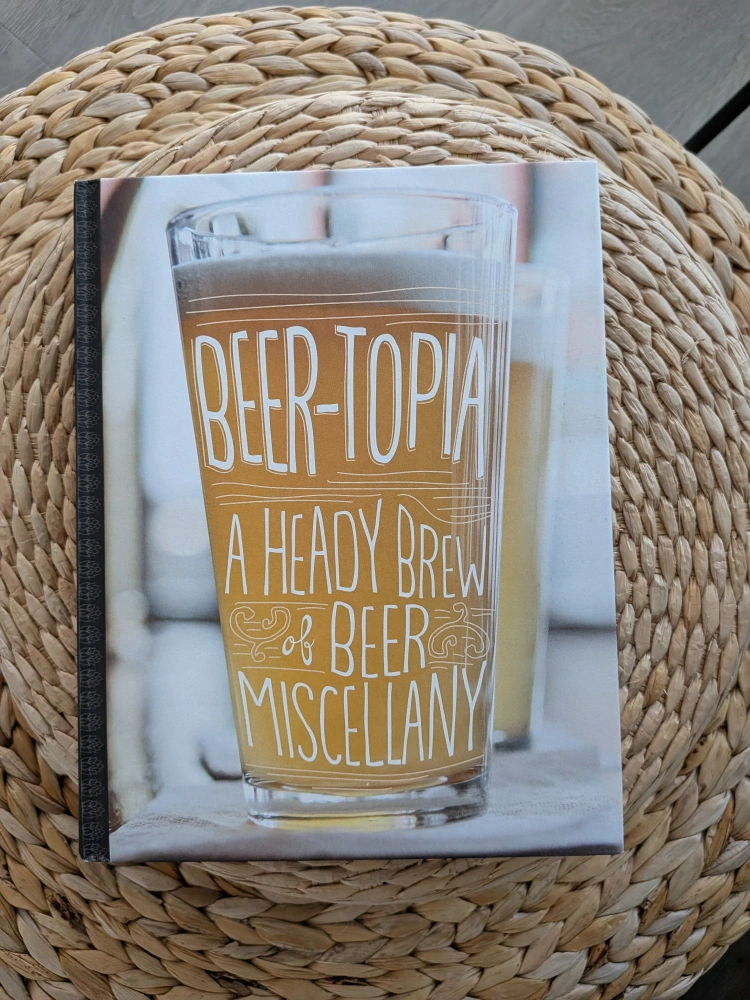 BEER-TOPIA
A HEADY BREW
of BEER
MISCELLANY